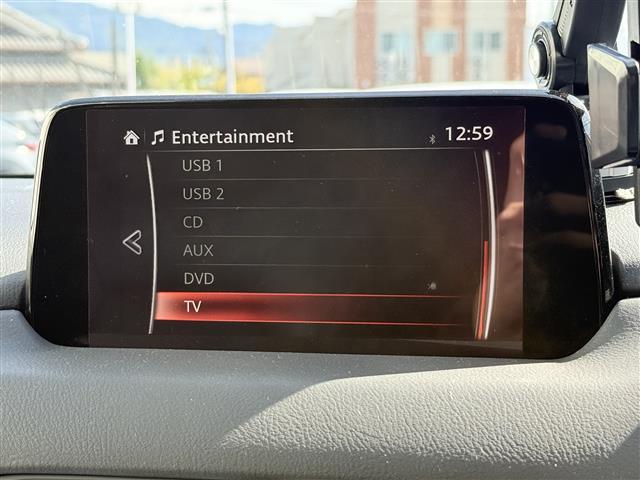 Entertainment 12:59
USB 1
USB 2
CD
AUX
DVD
TV